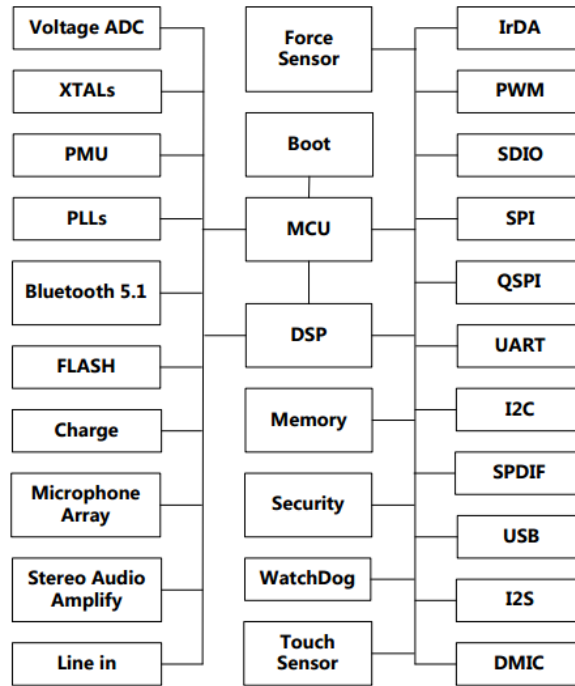 Voltage ADC
XTALs
PMU
PLLs
Bluetooth 5.1
FLASH
Charge
Microphone
Array
Stereo Audio
Amplify
Line in
Force
Sensor
Boot
MCU
DSP
Memory
Security
WatchDog
Touch
Sensor
IrDA
PWM
SDIO
SPI
QSPI
UART
I2C
SPDIF
USB
I2S
DMIC